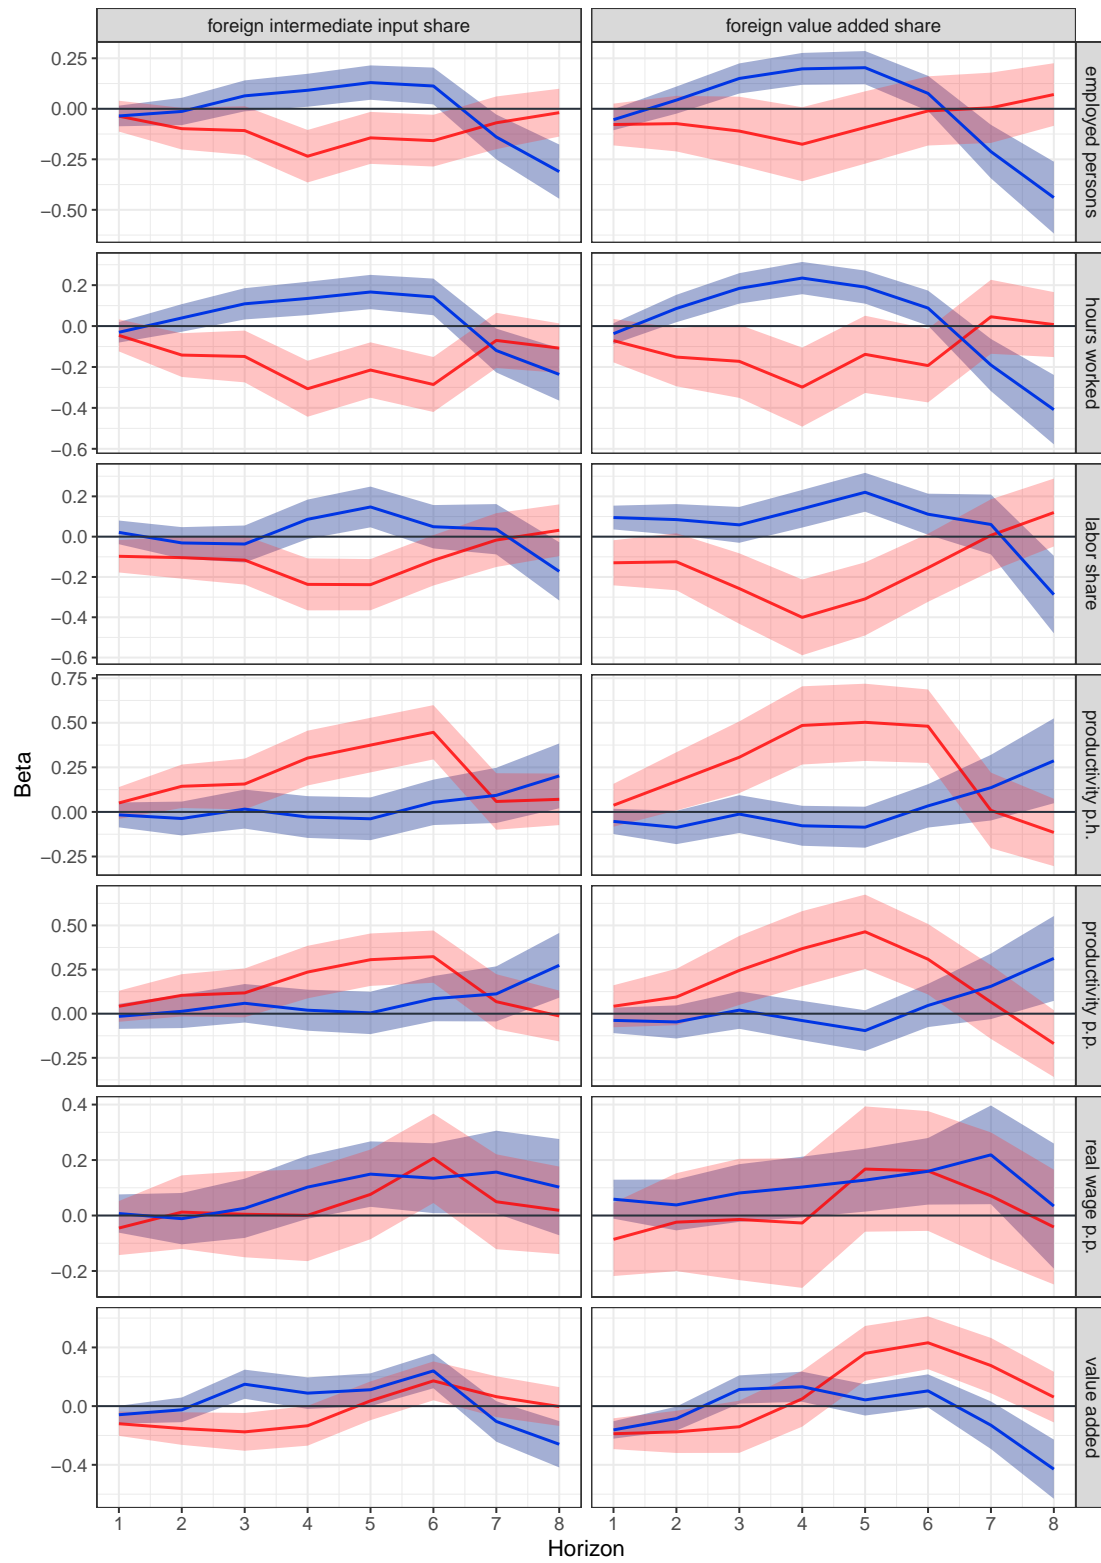 foreign intermediate input share
foreign value added share
0.25
0.00
−0.25
−0.50
employed persons
0.2
0.0
−0.2
−0.4
−0.6
hours worked
0.2
0.0
−0.2
−0.4
−0.6
labor share
0.75
0.50
0.25
0.00
−0.25
productivity p.h.
0.50
0.25
0.00
−0.25
productivity p.p.
0.4
0.2
0.0
−0.2
real wage p.p.
0.4
0.0
−0.4
value added
Beta
1 2 3 4 5 6 7 8
1 2 3 4 5 6 7 8
Horizon